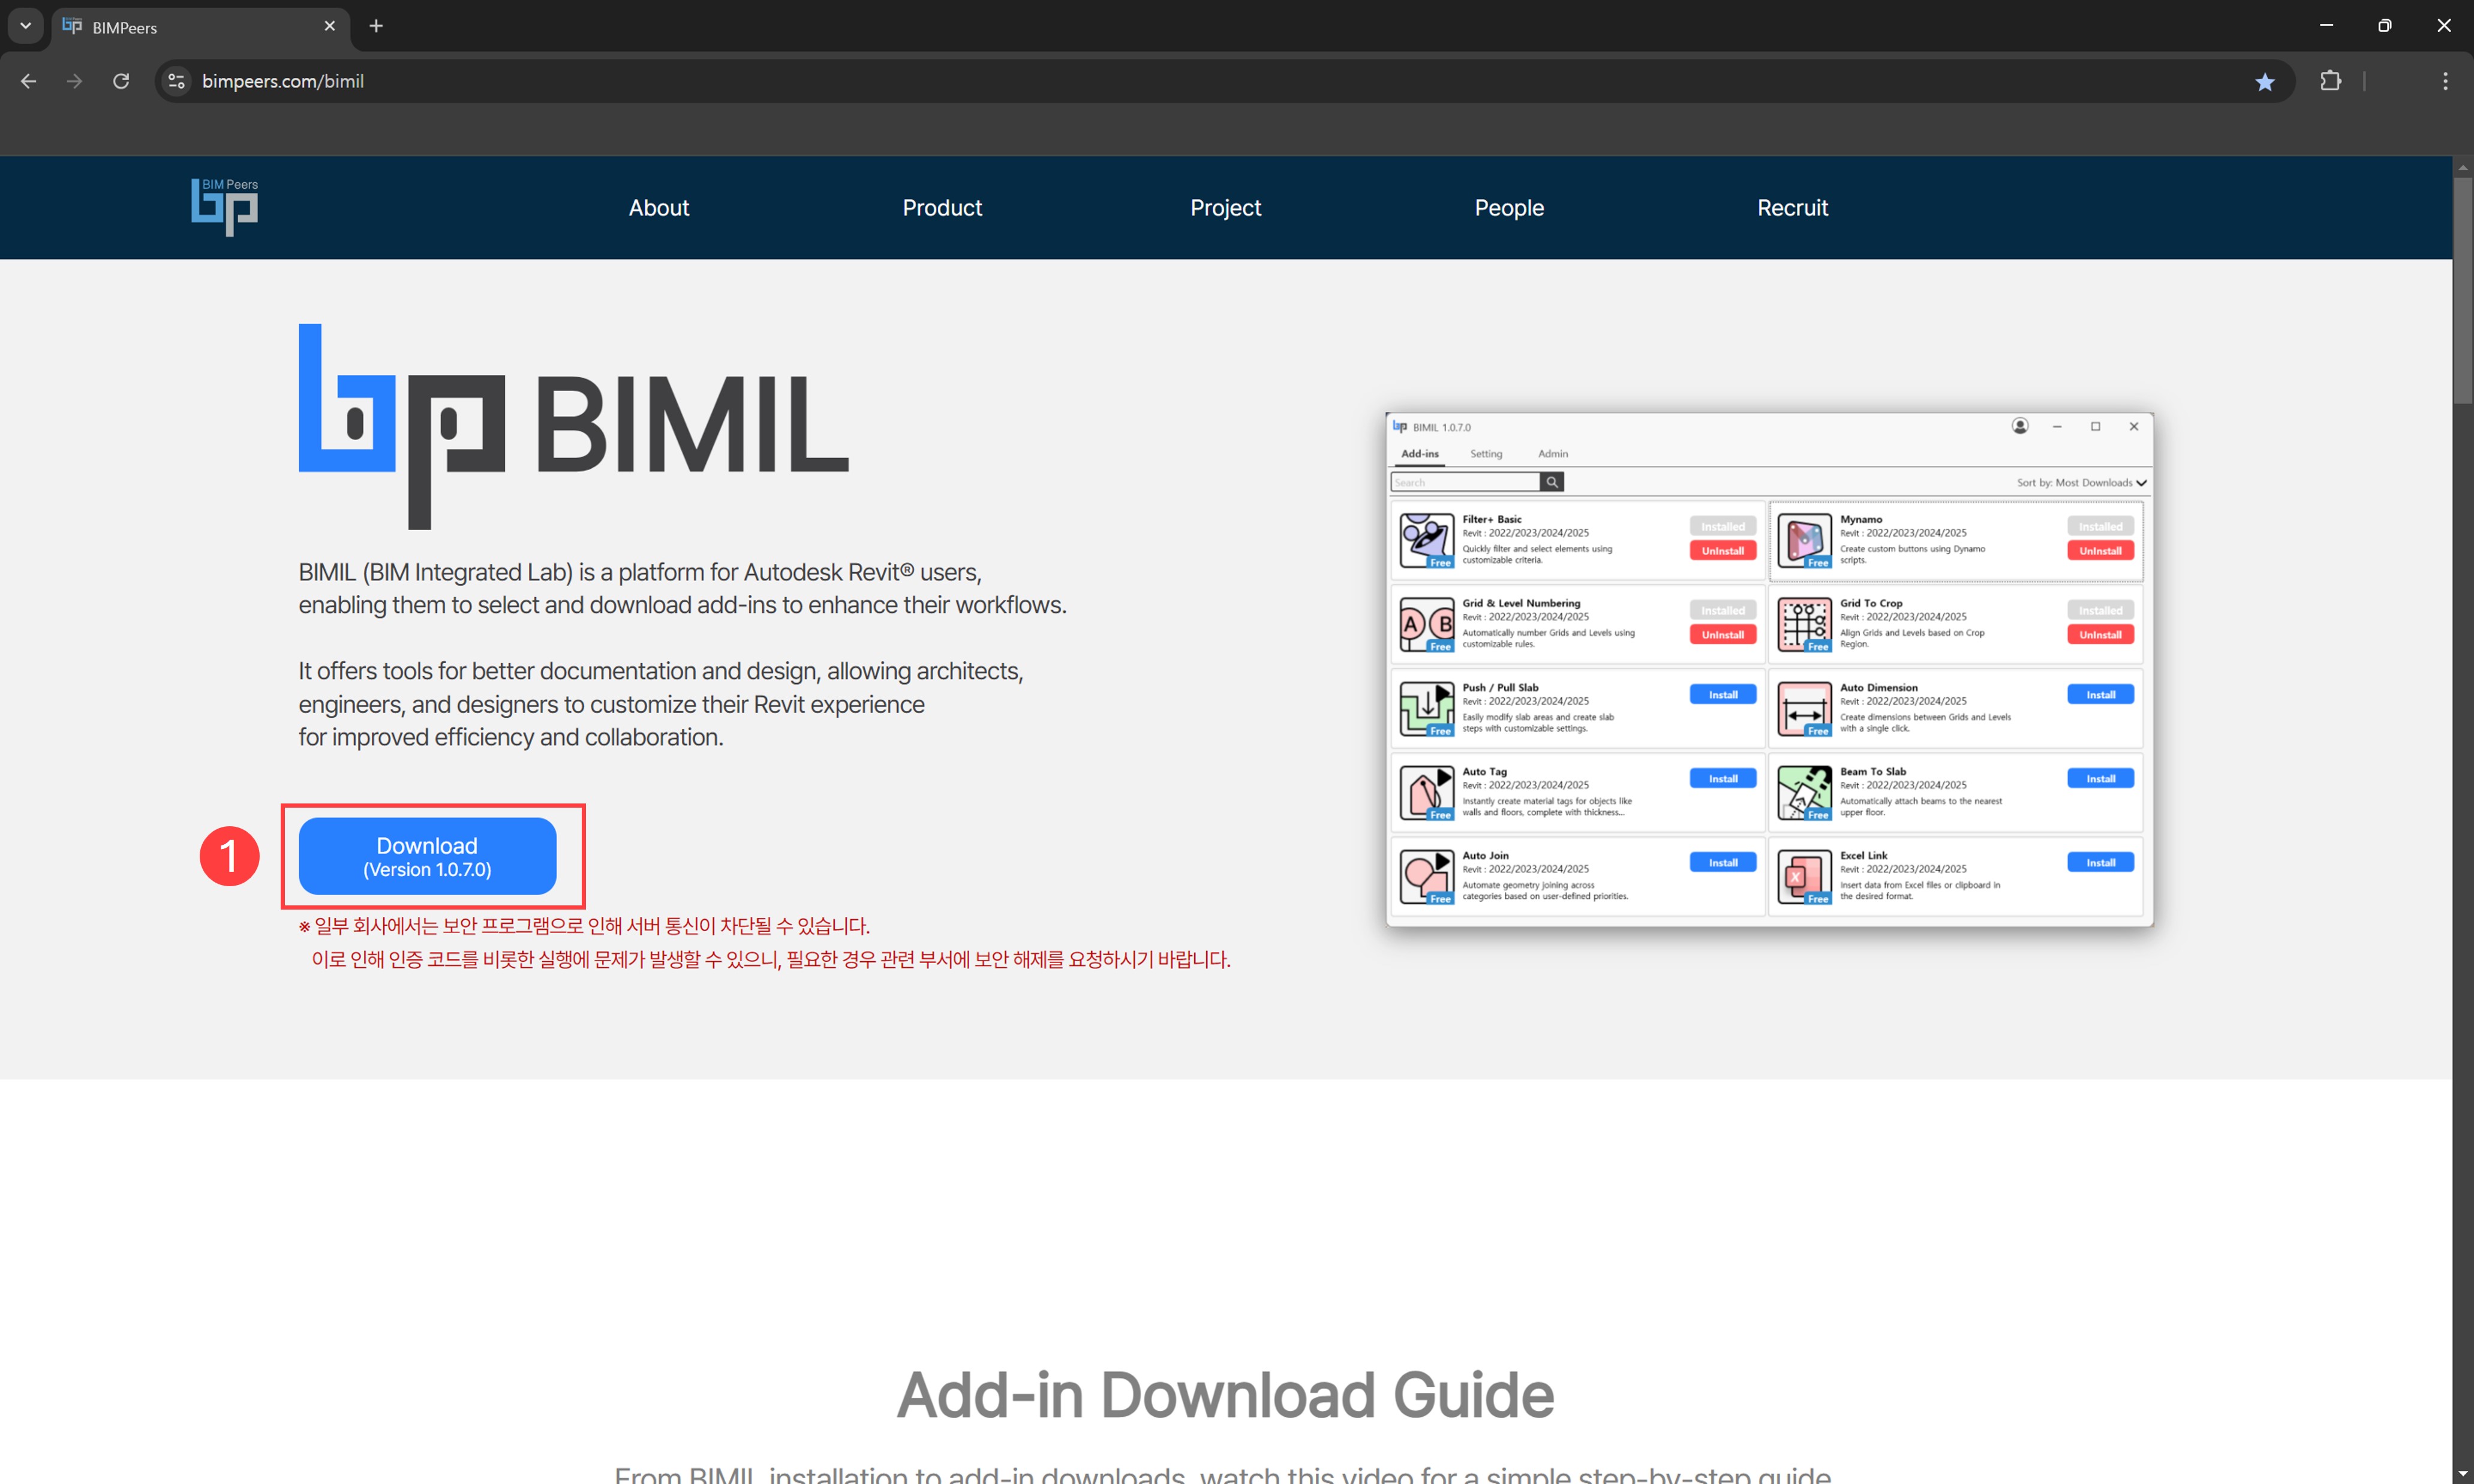 BIMPeers
bimpeers.com/bimil
BIM Peers
bp
About
Product
Project
People
Recruit
bp BIMIL
BIMIL (BIM Integrated Lab) is a platform for Autodesk Revit® users,
enabling them to select and download add-ins to enhance their workflows.
It offers tools for better documentation and design, allowing architects,
engineers, and designers to customize their Revit experience
for improved efficiency and collaboration.
1
Download
(Version 1.0.7.0)
※ 일부 회사에서는 보안 프로그램으로 인해 서버 통신이 차단될 수 있습니다.
이로 인해 인증 코드를 비롯한 실행에 문제가 발생할 수 있으니, 필요한 경우 관련 부서에 보안 해제를 요청하시기 바랍니다.
bp BIMIL 1.0.7.0
Add-ins
Setting
Admin
Search
Sort by: Most Downloads
Filter+ Basic
Revit : 2022/2023/2024/2025
Quickly filter and select elements using
customizable criteria.
Free
Installed
UnInstall
Mynamo
Revit : 2022/2023/2024/2025
Create custom buttons using Dynamo
scripts.
Free
Installed
UnInstall
Grid & Level Numbering
Revit : 2022/2023/2024/2025
Automatically number Grids and Levels using
customizable rules.
A B
Free
Installed
UnInstall
Grid To Crop
Revit : 2022/2023/2024/2025
Align Grids and Levels based on Crop
Region.
Free
Installed
UnInstall
Push / Pull Slab
Revit : 2022/2023/2024/2025
Easily modify slab areas and create slab
steps with customizable settings.
Free
Install
Auto Dimension
Revit : 2022/2023/2024/2025
Create dimensions between Grids and Levels
with a single click.
Free
Install
Auto Tag
Revit : 2022/2023/2024/2025
Instantly create material tags for objects like
walls and floors, complete with thickness...
Free
Install
Beam To Slab
Revit : 2022/2023/2024/2025
Automatically attach beams to the nearest
upper floor.
Free
Install
Auto Join
Revit : 2022/2023/2024/2025
Automate geometry joining across
categories based on user-defined priorities.
Free
Install
Excel Link
Revit : 2022/2023/2024/2025
Insert data from Excel files or clipboard in
the desired format.
X
Free
Install
Add-in Download Guide
From BIMIL installation to add-in downloads, watch this video for a simple step-by-step guide.